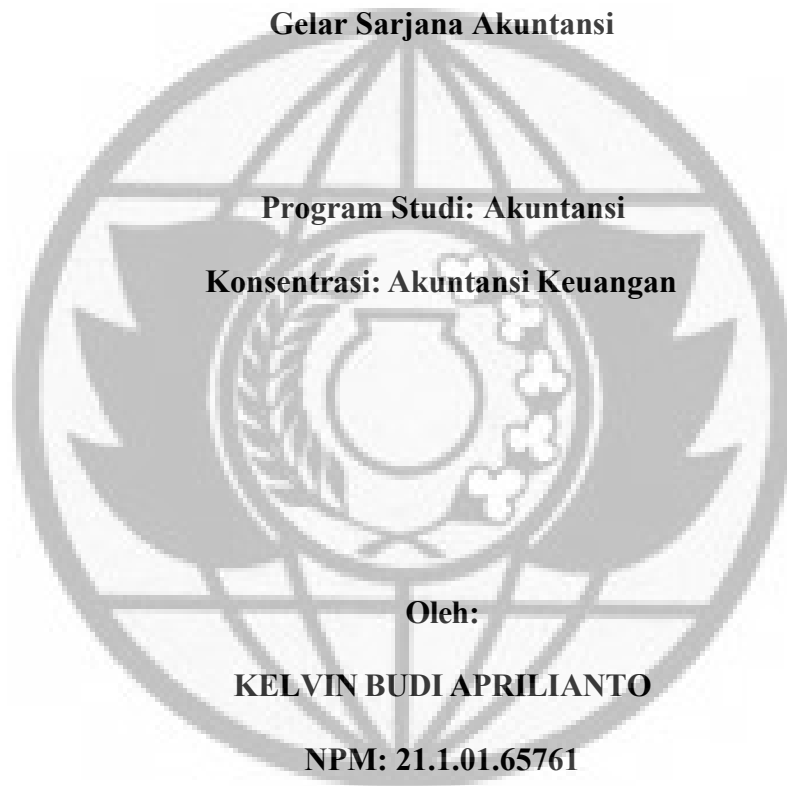 Gelar Sarjana Akuntansi
Program Studi: Akuntansi
Konsentrasi: Akuntansi Keuangan
Oleh:
KELVIN BUDI APRILIANTO
NPM: 21.1.01.65761